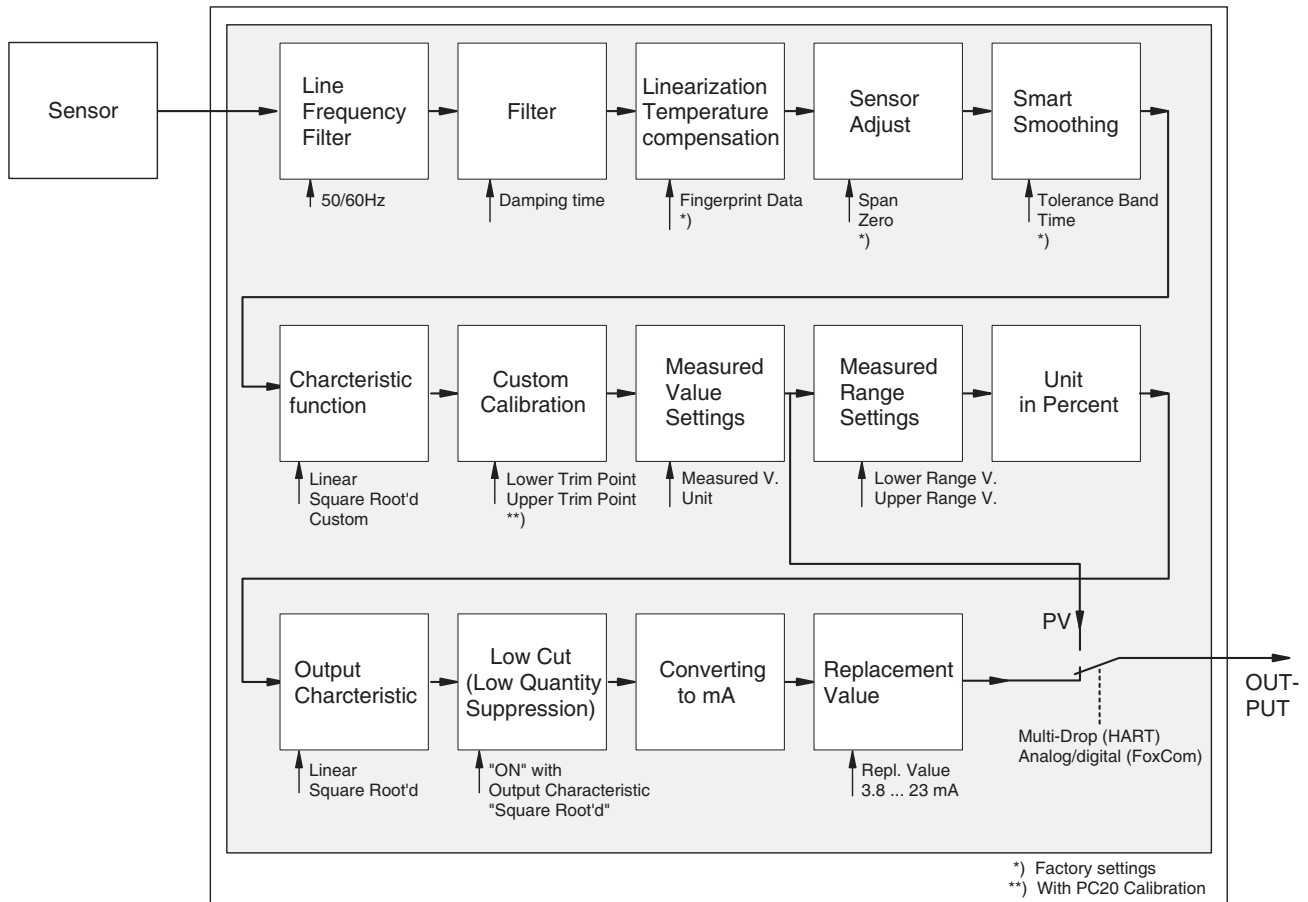 Sensor
Line
Frequency
Filter
50/60Hz
Filter
Damping time
Linearization
Temperature
compensation
Fingerprint Data
*)
Sensor
Adjust
Span
Zero
*)
Smart
Smoothing
Tolerance Band
Time
*)
Charcteristic
function
Linear
Square Root'd
Custom
Custom
Calibration
Lower Trim Point
Upper Trim Point
**)
Measured
Value
Settings
Measured V.
Unit
Measured
Range
Settings
Lower Range V.
Upper Range V.
Unit
in Percent
Output
Charcteristic
Linear
Square Root'd
Low Cut
(Low Quantity
Suppression)
"ON" with
Output Characteristic
"Square Root'd"
Converting
to mA
Replacement
Value
Repl. Value
3.8 ... 23 mA
PV
Multi-Drop (HART)
Analog/digital (FoxCom)
OUT-
PUT
*) Factory settings
**) With PC20 Calibration